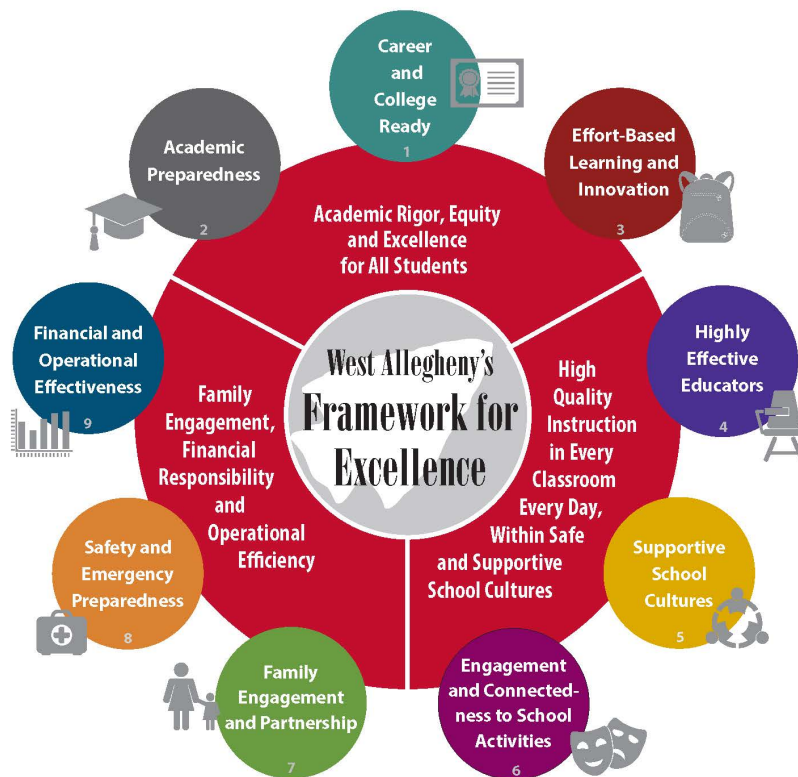 Career
and
College
Ready
1
Academic
Preparedness
2
Effort-Based
Learning and
Innovation
3
Academic Rigor, Equity
and Excellence
for All Students
Financial and
Operational
Effectiveness
9
Highly
Effective
Educators
4
West Allegheny's
Framework for
Excellence
Family
Engagement,
Financial
Responsibility
and
Operational
Efficiency
High
Quality
Instruction
in Every
Classroom
Every Day,
Within Safe
and Supportive
School Cultures
Safety and
Emergency
Preparedness
8
Supportive
School
Cultures
5
Family
Engagement
and Partnership
7
Engagement
and Connected-
ness to School
Activities
6